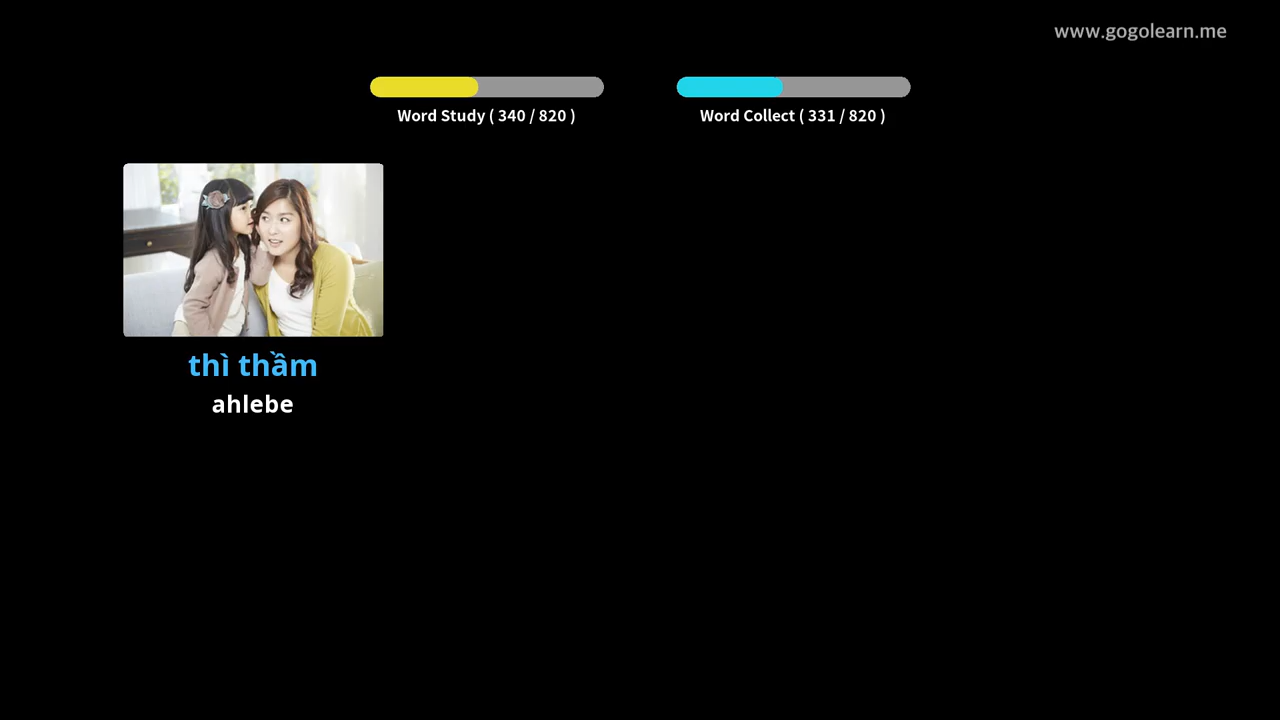 www.gogolearn.me
Word Study ( 340 / 820 )
Word Collect ( 331 / 820 )
thì thầm
ahlebe